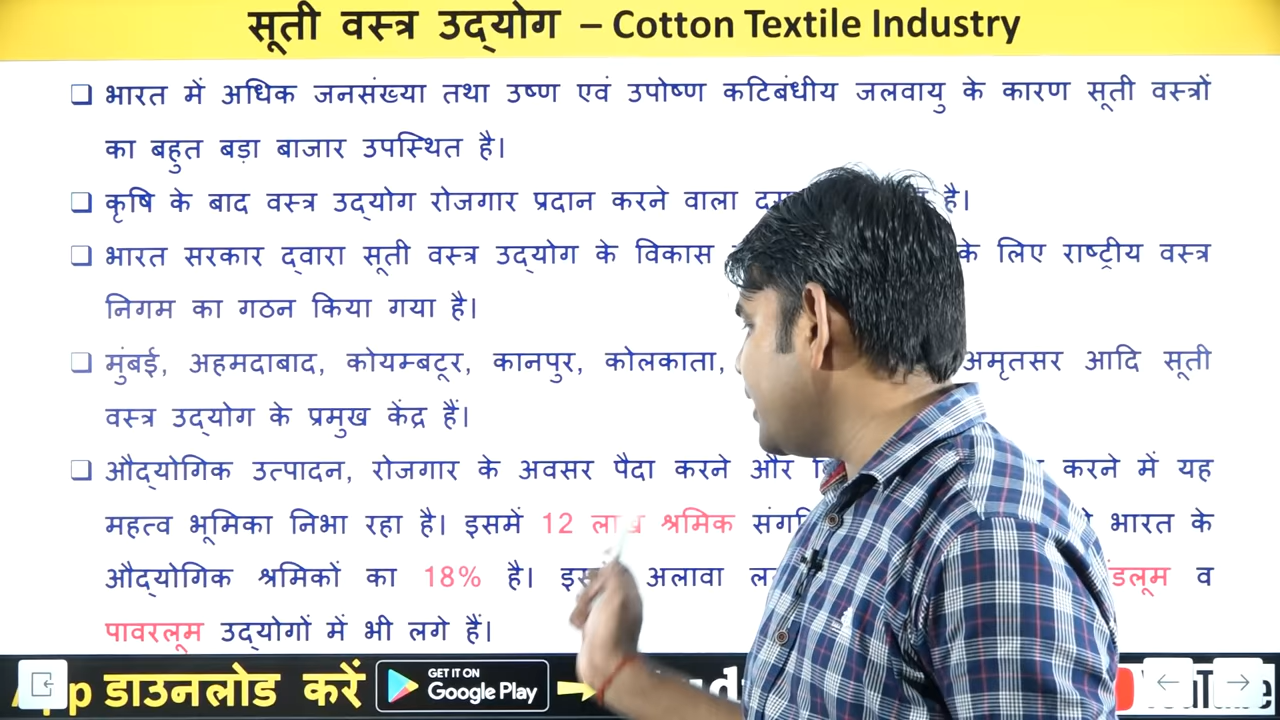 सूती वस्त्र उद्योग – Cotton Textile Industry
❑ भारत में अधिक जनसंख्या तथा उष्ण एवं उपोष्ण कटिबंधीय जलवायु के कारण सूती वस्त्रों
का बहुत बड़ा बाजार उपस्थित है।
❑ कृषि के बाद वस्त्र उद्योग रोजगार प्रदान करने वाला है।
❑ भारत सरकार द्वारा सूती वस्त्र उद्योग के विकास के लिए राष्ट्रीय वस्त्र
निगम का गठन किया गया है।
❑ मुंबई, अहमदाबाद, कोयम्बटूर, कानपुर, कोलकाता, अमृतसर आदि सूती
वस्त्र उद्योग के प्रमुख केंद्र हैं।
❑ औद्योगिक उत्पादन, रोजगार के अवसर पैदा करने और करने में यह
महत्व भूमिका निभा रहा है। इसमें 12 लाख श्रमिक भारत के
औद्योगिक श्रमिकों का 18% है। अलावा व
पावरलूम उद्योगों में भी लगे हैं।
App डाउनलोड करें GET IT ON Google Play YouTube